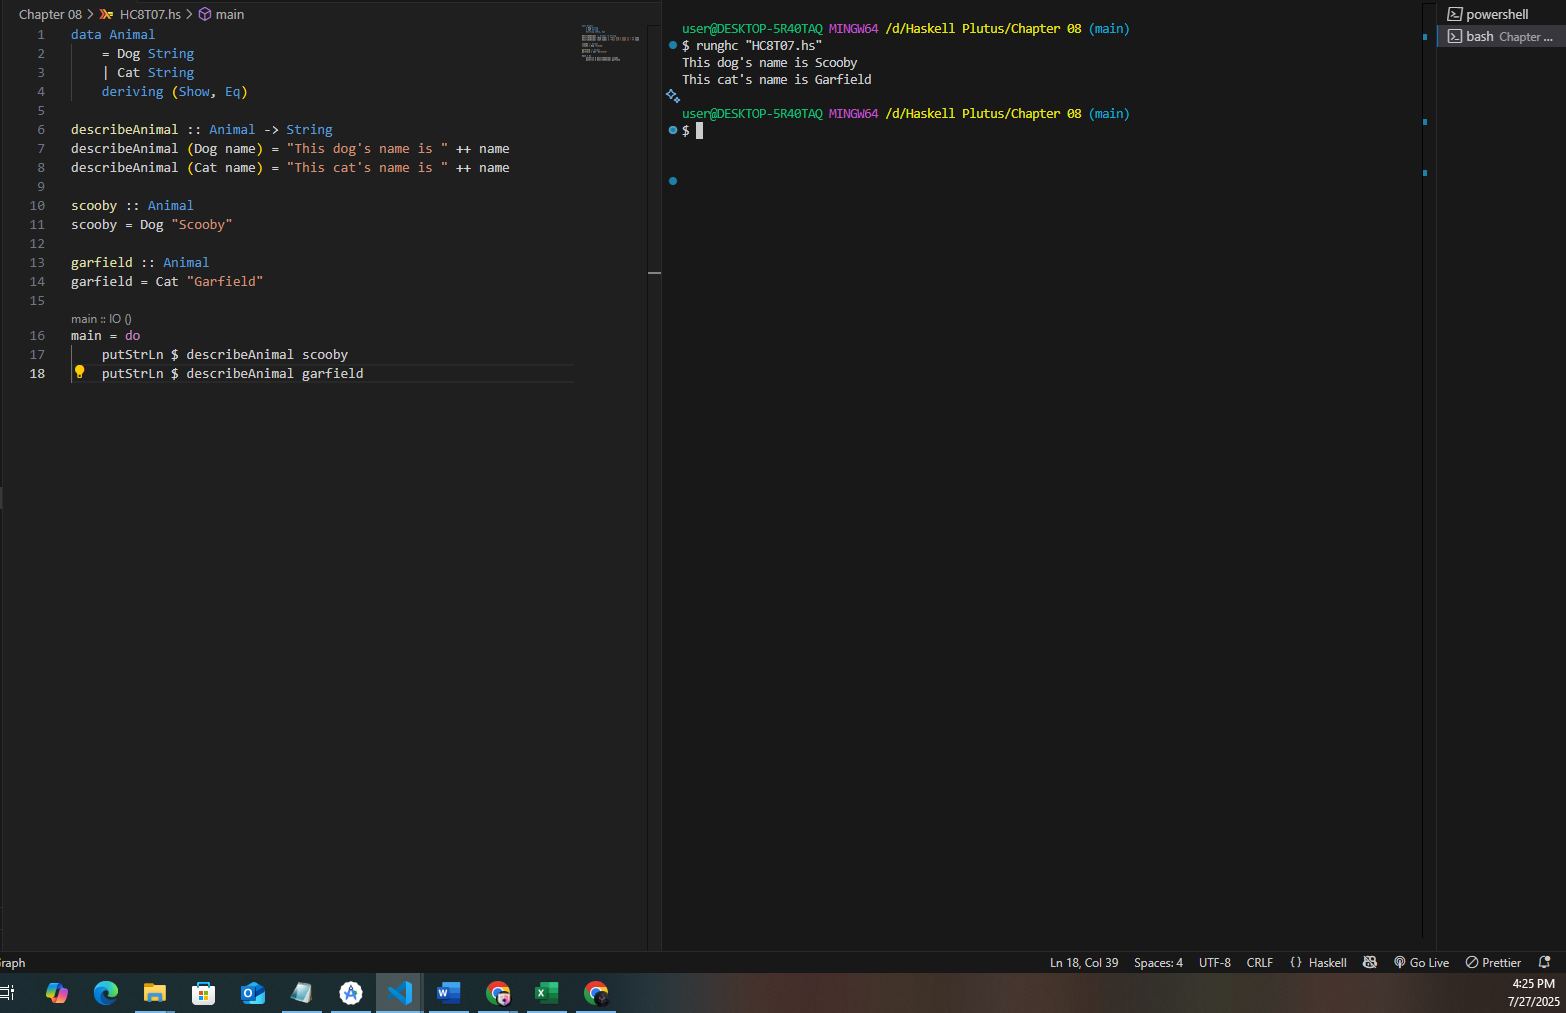 Chapter 08 > HC8T07.hs > main
1 data Animal
2     = Dog String
3     | Cat String
4     deriving (Show, Eq)
5
6 describeAnimal :: Animal -> String
7 describeAnimal (Dog name) = "This dog's name is " ++ name
8 describeAnimal (Cat name) = "This cat's name is " ++ name
9
10 scooby :: Animal
11 scooby = Dog "Scooby"
12
13 garfield :: Animal
14 garfield = Cat "Garfield"
15
main :: IO ()
16 main = do
17     putStrLn $ describeAnimal scooby
18     putStrLn $ describeAnimal garfield
user@DESKTOP-5R40TAQ MINGW64 /d/Haskell Plutus/Chapter 08 (main)
$ runghc "HC8T07.hs"
This dog's name is Scooby
This cat's name is Garfield
user@DESKTOP-5R40TAQ MINGW64 /d/Haskell Plutus/Chapter 08 (main)
$
powershell
bash Chapter ...
raph
Ln 18, Col 39 Spaces: 4 UTF-8 CRLF {} Haskell Go Live Prettier
4:25 PM
7/27/2025